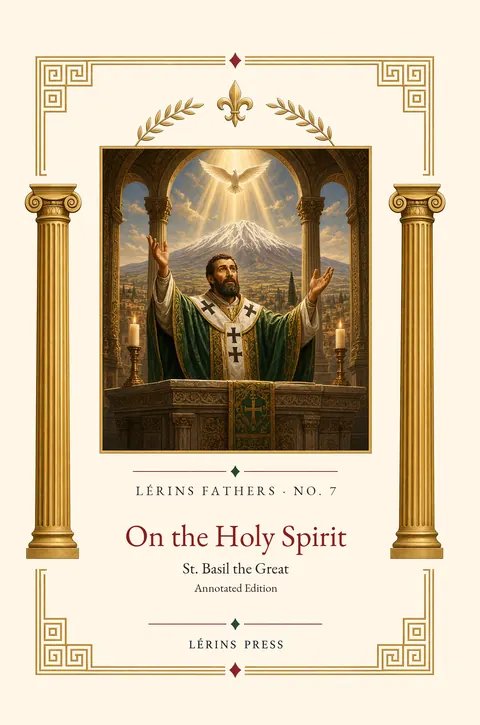 LÉRINS FATHERS · NO. 7
On the Holy Spirit
St. Basil the Great
Annotated Edition
LÉRINS PRESS